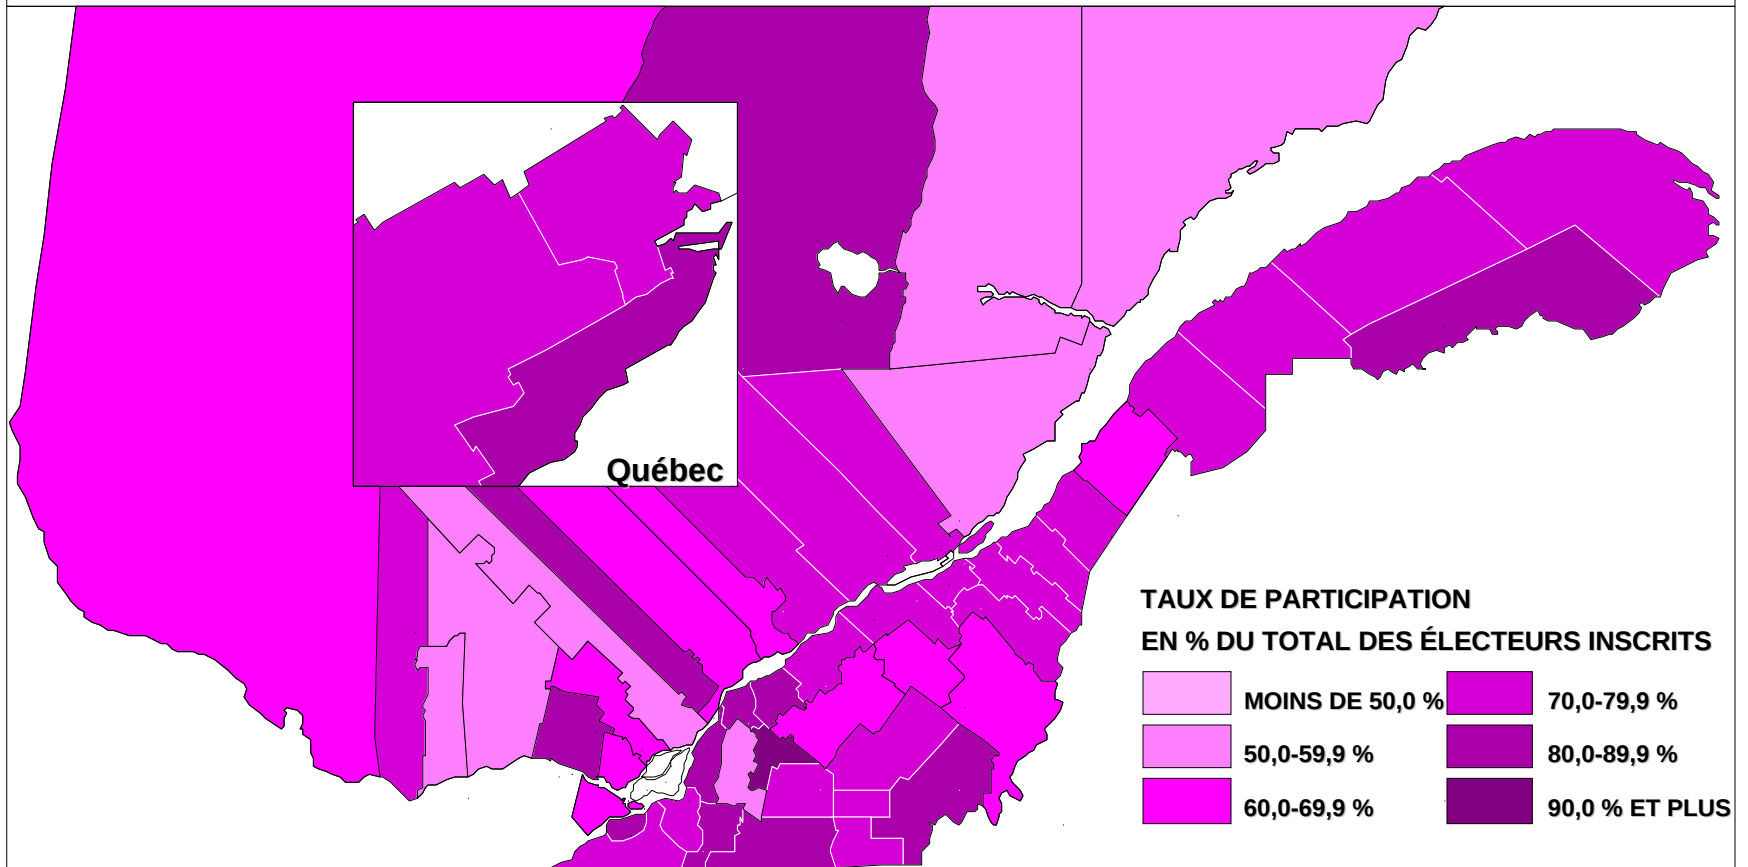 Québec
TAUX DE PARTICIPATION
EN % DU TOTAL DES ÉLECTEURS INSCRITS
MOINS DE 50,0 %
50,0-59,9 %
60,0-69,9 %
70,0-79,9 %
80,0-89,9 %
90,0 % ET PLUS